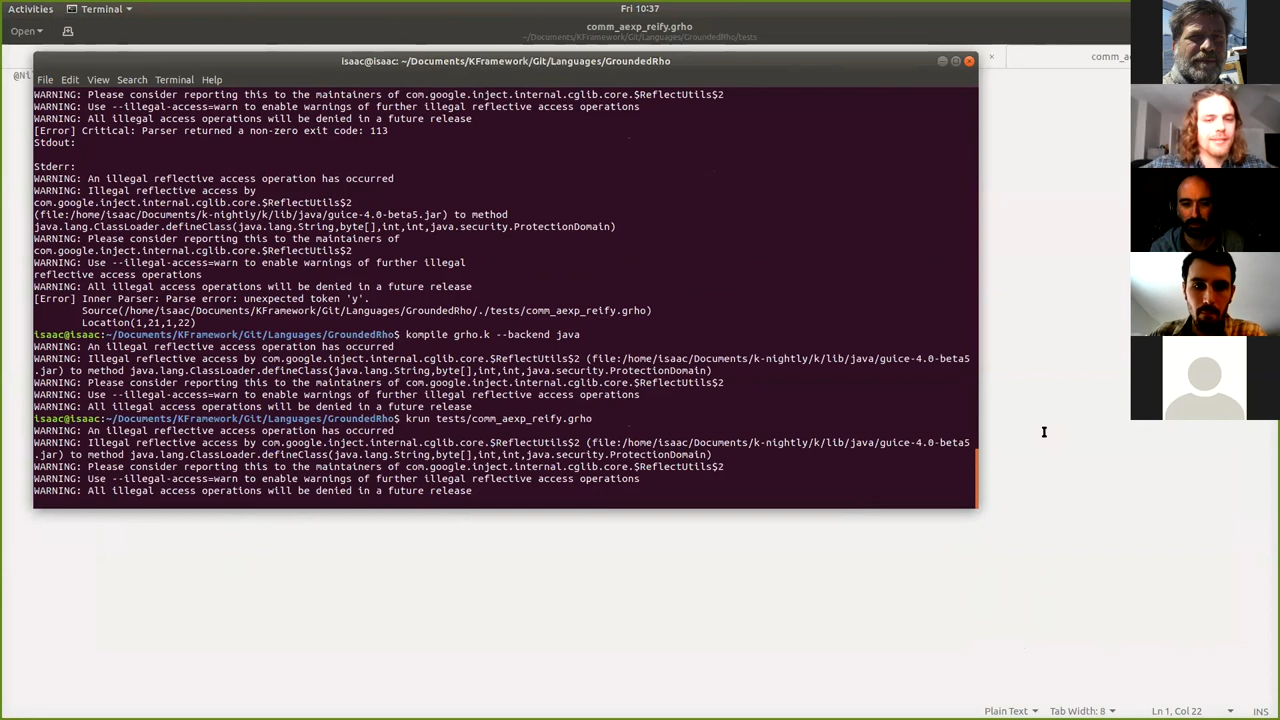 Activities
Terminal
Fri 10:37
Open
comm_aexp_reify.grho
~/Documents/KFramework/Git/Languages/GroundedRho/tests
isaac@isaac: ~/Documents/KFramework/Git/Languages/GroundedRho
File Edit View Search Terminal Help
WARNING: Please consider reporting this to the maintainers of com.google.inject.internal.cglib.core.$ReflectUtils$2
WARNING: Use --illegal-access=warn to enable warnings of further illegal reflective access operations
WARNING: All illegal access operations will be denied in a future release
[Error] Critical: Parser returned a non-zero exit code: 113
Stdout:
Stderr:
WARNING: An illegal reflective access operation has occurred
WARNING: Illegal reflective access by
com.google.inject.internal.cglib.core.$ReflectUtils$2
(file:/home/isaac/Documents/k-nightly/k/lib/java/guice-4.0-beta5.jar) to method
java.lang.ClassLoader.defineClass(java.lang.String,byte[],int,int,java.security.ProtectionDomain)
WARNING: Please consider reporting this to the maintainers of
com.google.inject.internal.cglib.core.$ReflectUtils$2
WARNING: Use --illegal-access=warn to enable warnings of further illegal
reflective access operations
WARNING: All illegal access operations will be denied in a future release
[Error] Inner Parser: Parse error: unexpected token 'y'.
Source(/home/isaac/Documents/KFramework/Git/Languages/GroundedRho/./tests/comm_aexp_reify.grho)
Location(1,21,1,22)
isaac@isaac:~/Documents/KFramework/Git/Languages/GroundedRho$ kompile grho.k --backend java
WARNING: An illegal reflective access operation has occurred
WARNING: Illegal reflective access by com.google.inject.internal.cglib.core.$ReflectUtils$2 (file:/home/isaac/Documents/k-nightly/k/lib/java/guice-4.0-beta5
.jar) to method java.lang.ClassLoader.defineClass(java.lang.String,byte[],int,int,java.security.ProtectionDomain)
WARNING: Please consider reporting this to the maintainers of com.google.inject.internal.cglib.core.$ReflectUtils$2
WARNING: Use --illegal-access=warn to enable warnings of further illegal reflective access operations
WARNING: All illegal access operations will be denied in a future release
isaac@isaac:~/Documents/KFramework/Git/Languages/GroundedRho$ krun tests/comm_aexp_reify.grho
WARNING: An illegal reflective access operation has occurred
WARNING: Illegal reflective access by com.google.inject.internal.cglib.core.$ReflectUtils$2 (file:/home/isaac/Documents/k-nightly/k/lib/java/guice-4.0-beta5
.jar) to method java.lang.ClassLoader.defineClass(java.lang.String,byte[],int,int,java.security.ProtectionDomain)
WARNING: Please consider reporting this to the maintainers of com.google.inject.internal.cglib.core.$ReflectUtils$2
WARNING: Use --illegal-access=warn to enable warnings of further illegal reflective access operations
WARNING: All illegal access operations will be denied in a future release
Plain Text Tab Width: 8 Ln 1, Col 22 INS